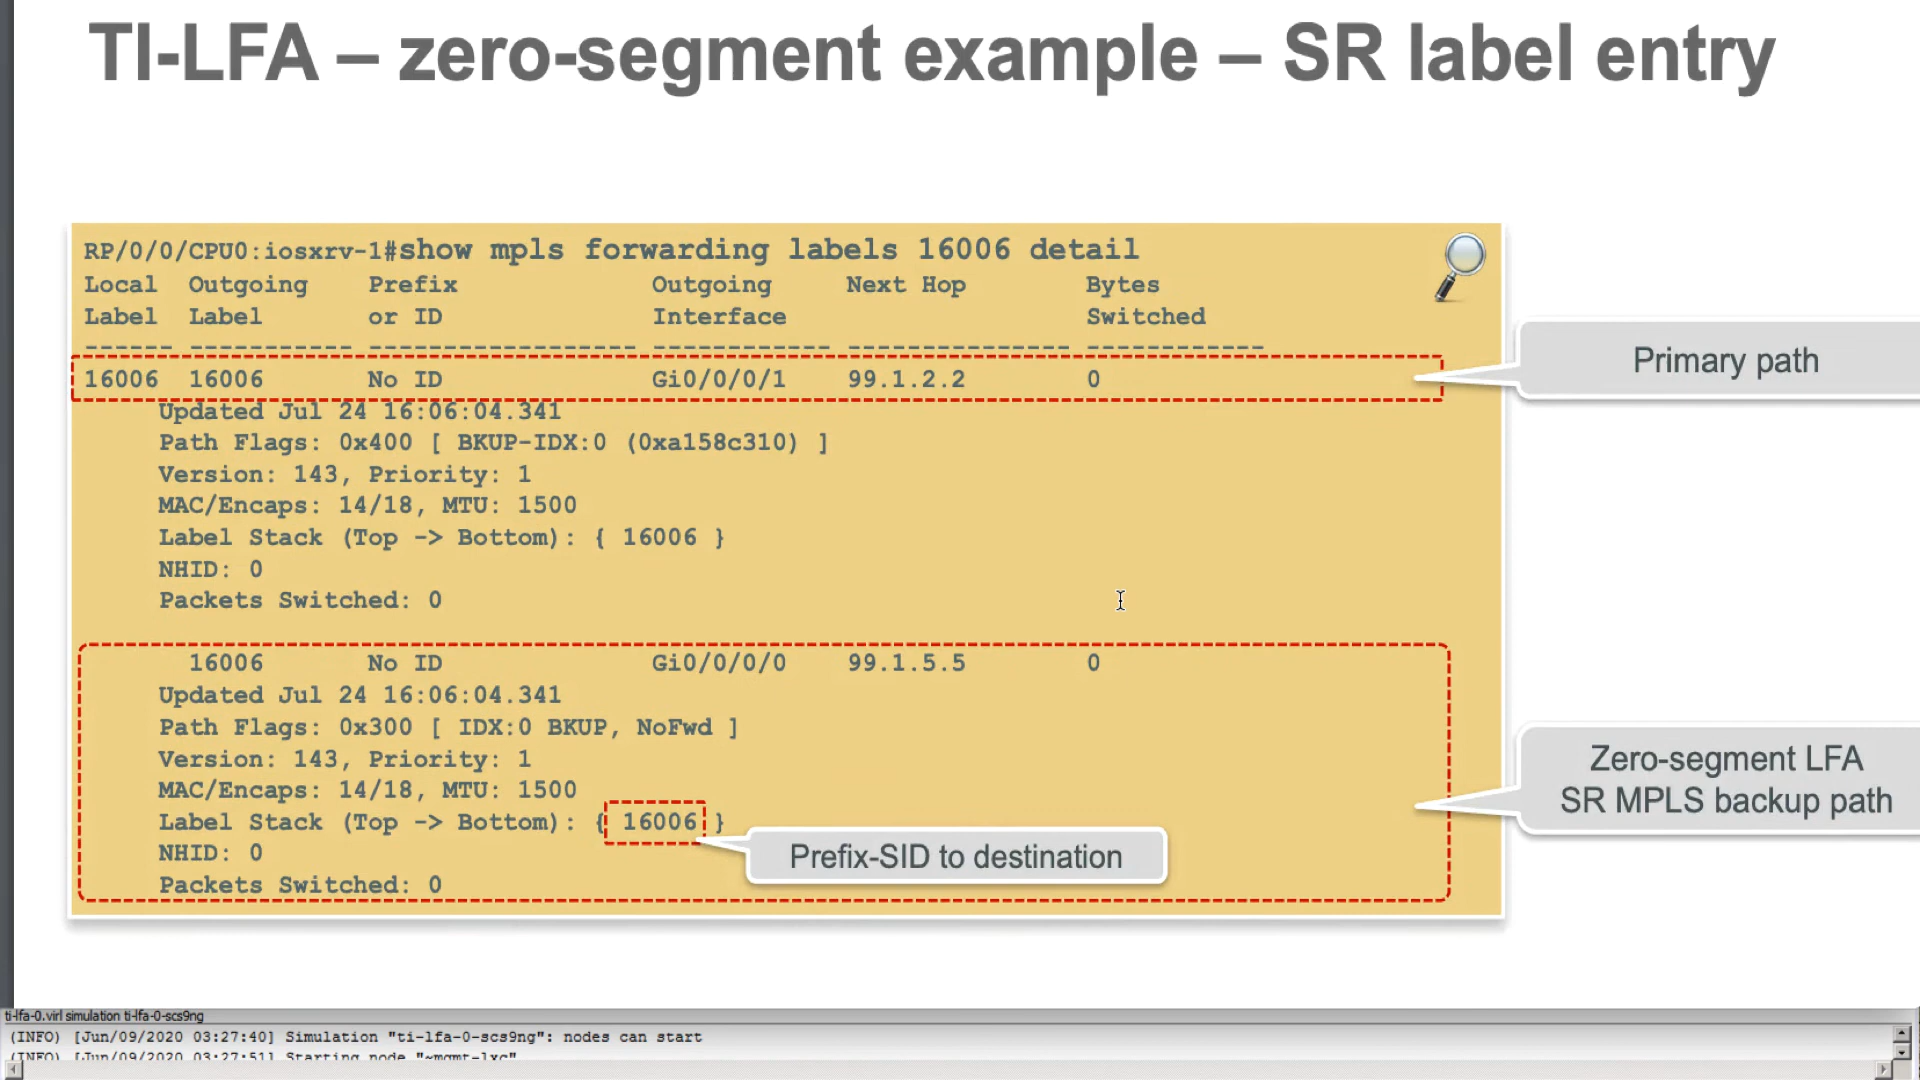 TI-LFA – zero-segment example – SR label entry
RP/0/0/CPU0:iosxrv-1#show mpls forwarding labels 16006 detail
Local Outgoing Prefix Outgoing Next Hop Bytes
Label Label or ID Interface Switched
------ ----------- ------------------ ------------ --------------- ------------
16006 16006 No ID Gi0/0/0/1 99.1.2.2 0
Primary path
Updated Jul 24 16:06:04.341
Path Flags: 0x400 [ BKUP-IDX:0 (0xa158c310) ]
Version: 143, Priority: 1
MAC/Encaps: 14/18, MTU: 1500
Label Stack (Top -> Bottom): { 16006 }
NHID: 0
Packets Switched: 0
16006 No ID Gi0/0/0/0 99.1.5.5 0
Updated Jul 24 16:06:04.341
Path Flags: 0x300 [ IDX:0 BKUP, NoFwd ]
Version: 143, Priority: 1
MAC/Encaps: 14/18, MTU: 1500
Label Stack (Top -> Bottom): { 16006 }
NHID: 0
Packets Switched: 0
Zero-segment LFA
SR MPLS backup path
Prefix-SID to destination
ti-lfa-0.virl simulation ti-lfa-0-scs9ng
(INFO) [Jun/09/2020 03:27:40] Simulation "ti-lfa-0-scs9ng": nodes can start
(INFO) [Jun/09/2020 03:27:51] Starting node "~mgmt-lxc"